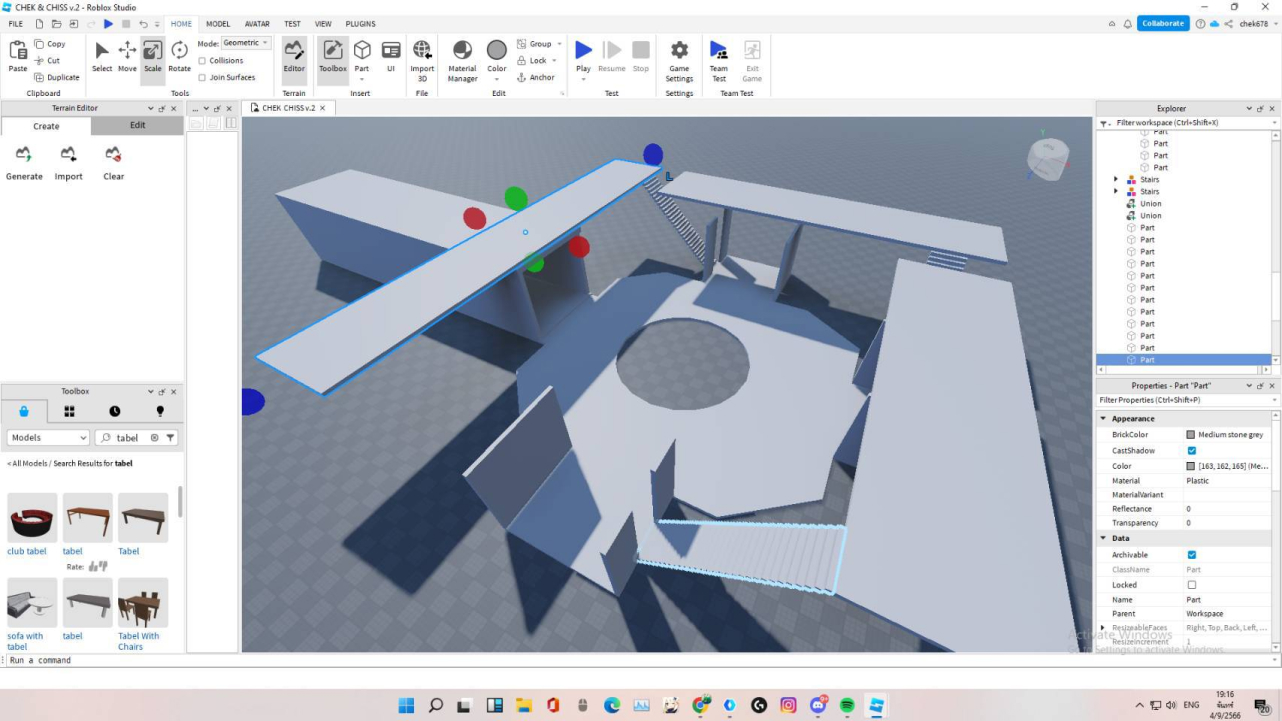 CHEK & CHISS v.2 - Roblox Studio
FILE HOME MODEL AVATAR TEST VIEW PLUGINS Collaborate chek678
Paste Copy Cut Duplicate Select Move Scale Rotate Mode: Geometric Collisions Join Surfaces Editor Toolbox Part UI Import 3D Material Manager Color Group Lock Anchor Play Resume Stop Game Settings Team Test Exit Game
Clipboard Tools Terrain Insert File Edit Test Settings Team Test
Terrain Editor
Create Edit
Generate Import Clear
...
CHEK CHISS v.2
Explorer
Filter workspace (Ctrl+Shift+X)
Part
Part
Part
Part
Stairs
Stairs
Union
Union
Part
Part
Part
Part
Part
Part
Part
Part
Part
Part
Part
Part
Toolbox
Models tabel
< All Models / Search Results for tabel
club tabel tabel Tabel
Rate:
sofa with tabel tabel Tabel With Chairs
Properties - Part "Part"
Filter Properties (Ctrl+Shift+P)
Appearance
BrickColor Medium stone grey
CastShadow
Color [163, 162, 165] (Me...
Material Plastic
MaterialVariant
Reflectance 0
Transparency 0
Data
Archivable
ClassName Part
Locked
Name Part
Parent Workspace
ResizeableFaces Right, Top, Back, Left, ...
ResizeIncrement 1
Activate Windows
Go to Settings to activate Windows.
Run a command
ENG
19:16
4/9/2566
20